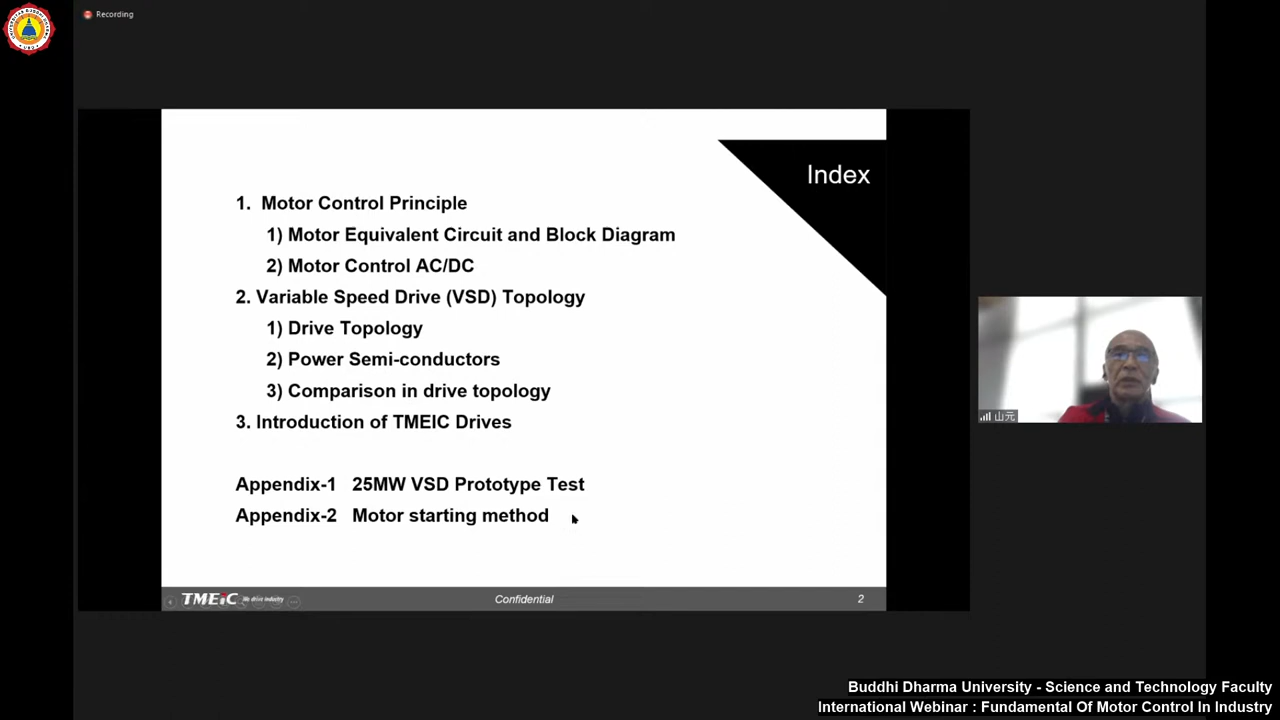 Recording
Index
1. Motor Control Principle
1) Motor Equivalent Circuit and Block Diagram
2) Motor Control AC/DC
2. Variable Speed Drive (VSD) Topology
1) Drive Topology
2) Power Semi-conductors
3) Comparison in drive topology
3. Introduction of TMEIC Drives
Appendix-1 25MW VSD Prototype Test
Appendix-2 Motor starting method
TMEiC We drive industry
Confidential
2
山元
Buddhi Dharma University - Science and Technology Faculty
International Webinar : Fundamental Of Motor Control In Industry